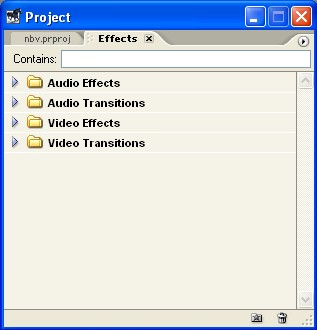 Project
nbv.prproj Effects
Contains:
Audio Effects
Audio Transitions
Video Effects
Video Transitions